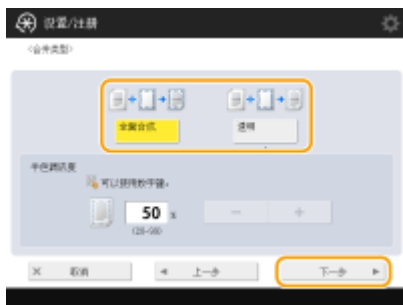 设置/注册
<合并类型>
全图合成
透明
半色调浓度
可以使用数字键。
50 %
(20-90)
− +
× 取消
◀ 上一步
下一步 ▶